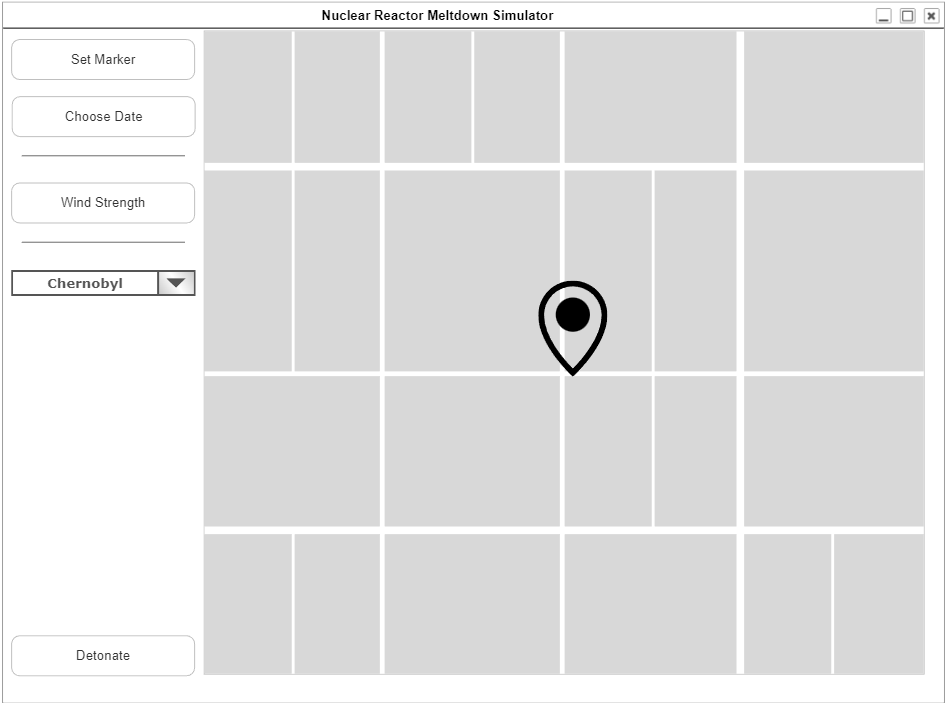 Nuclear Reactor Meltdown Simulator
Set Marker
Choose Date
Wind Strength
Chernobyl
Detonate